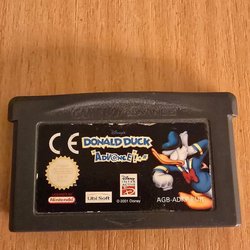 CE
Disney's
DONALD DUCK
"ADVANCE!*#
Nintendo
Ubi Soft
© 2001 Disney